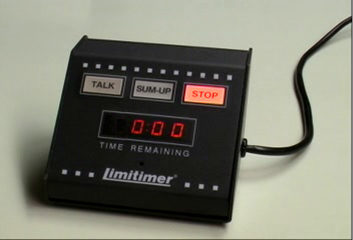 TALK SUM-UP STOP
0:00
TIME REMAINING
Limitimer®